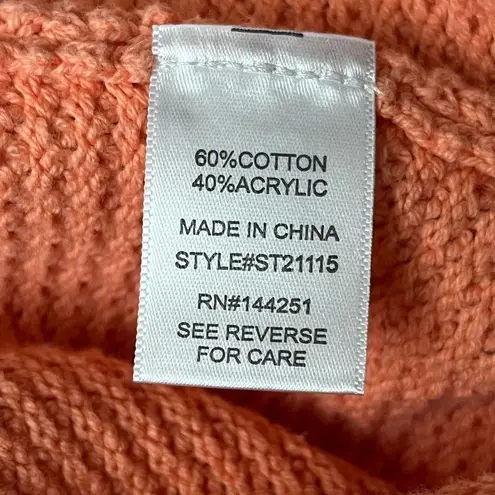 60%COTTON
40%ACRYLIC
MADE IN CHINA
STYLE#ST21115
RN#144251
SEE REVERSE
FOR CARE